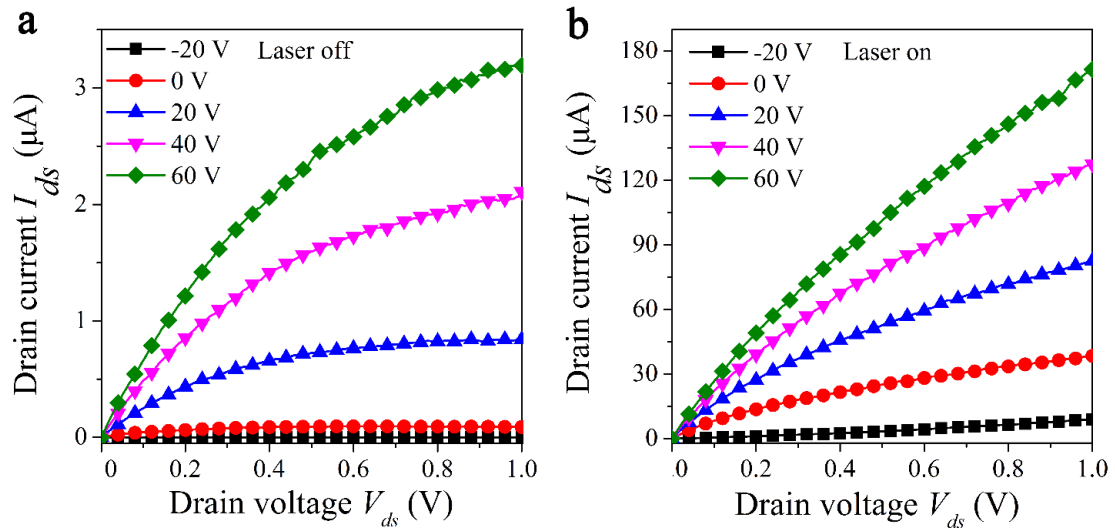 a
Laser off
-20 V
0 V
20 V
40 V
60 V
Drain current I_ds (µA)
3
2
1
0
0
0.2
0.4
0.6
0.8
1.0
Drain voltage V_ds (V)
b
Laser on
-20 V
0 V
20 V
40 V
60 V
Drain current I_ds (µA)
180
150
120
90
60
30
0
0
0.2
0.4
0.6
0.8
1.0
Drain voltage V_ds (V)